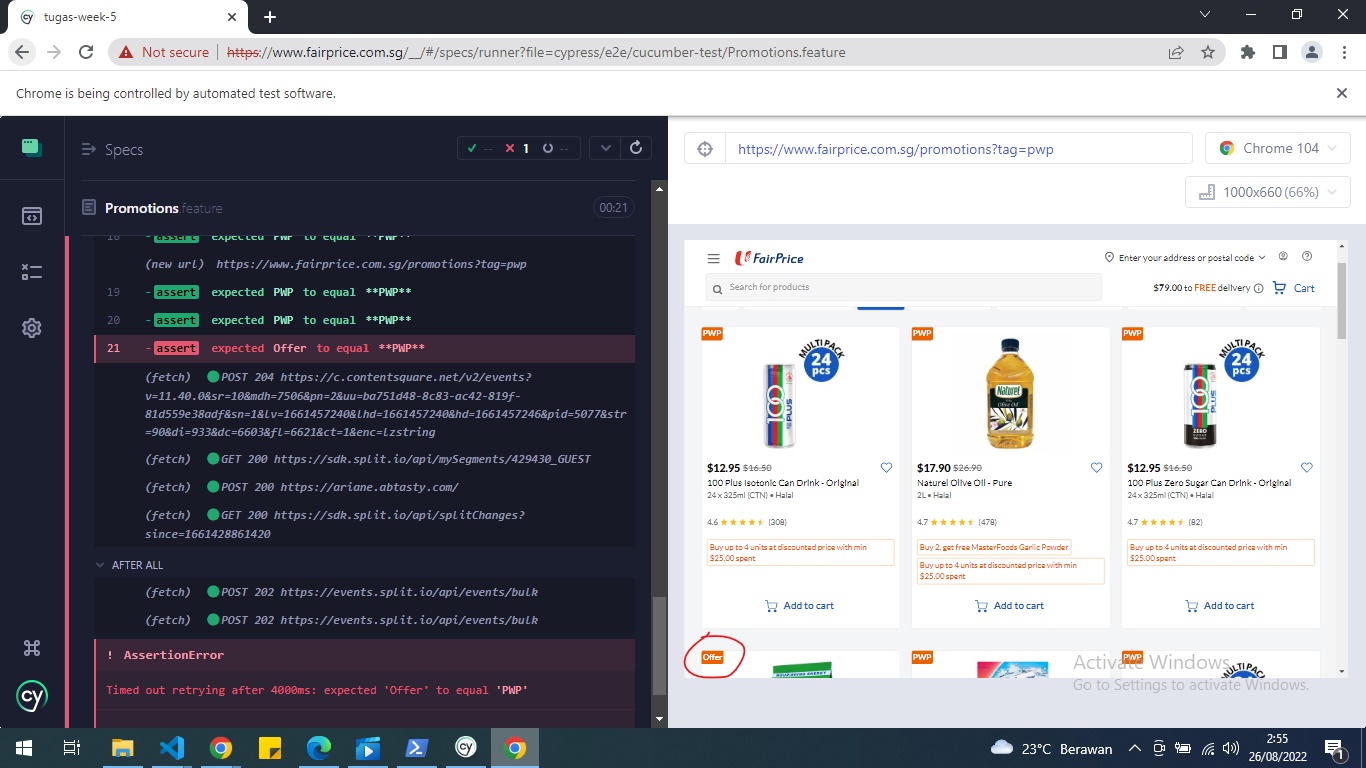 tugas-week-5
Not secure
https://www.fairprice.com.sg/__/#/specs/runner?file=cypress/e2e/cucumber-test/Promotions.feature
Chrome is being controlled by automated test software.
Specs
-- 1 --
Promotions.feature
00:21
18 -assert expected PWP to equal **PWP**
(new url) https://www.fairprice.com.sg/promotions?tag=pwp
19 -assert expected PWP to equal **PWP**
20 -assert expected PWP to equal **PWP**
21 -assert expected Offer to equal **PWP**
(fetch) POST 204 https://c.contentsquare.net/v2/events?
v=11.40.0&sr=10&mdh=7506&pn=2&uu=ba751d48-8c83-ac42-819f-
81d559e38adf&sn=1&lv=1661457240&lhd=1661457240&hd=1661457246&pid=5077&str
=90&di=933&dc=6603&fl=6621&ct=1&enc=lzstring
(fetch) GET 200 https://sdk.split.io/api/mySegments/429430_GUEST
(fetch) POST 200 https://ariane.abtasty.com/
(fetch) GET 200 https://sdk.split.io/api/splitChanges?
since=1661428861420
AFTER ALL
(fetch) POST 202 https://events.split.io/api/events/bulk
(fetch) POST 202 https://events.split.io/api/events/bulk
! AssertionError
Timed out retrying after 4000ms: expected 'Offer' to equal 'PWP'
cy
https://www.fairprice.com.sg/promotions?tag=pwp
Chrome 104
1000x660 (66%)
FairPrice
Enter your address or postal code
Search for products
$79.00 to FREE delivery
Cart
PWP
MULTI PACK
24
pcs
100
PLUS
$12.95 $16.50
100 Plus Isotonic Can Drink - Original
24 x 325ml (CTN) • Halal
4.6 (308)
Buy up to 4 units at discounted price with min
$25.00 spent
Add to cart
PWP
Naturel
Olive Oil
$17.90 $26.90
Naturel Olive Oil - Pure
2L • Halal
4.7 (478)
Buy 2, get free MasterFoods Garlic Powder
Buy up to 4 units at discounted price with min
$25.00 spent
Add to cart
PWP
MULTI PACK
24
pcs
100
PLUS
ZERO
$12.95 $16.50
100 Plus Zero Sugar Can Drink - Original
24 x 325ml (CTN) • Halal
4.7 (82)
Buy up to 4 units at discounted price with min
$25.00 spent
Add to cart
Offer
PWP
PWP
MULTI PACK
Activate Windows
Go to Settings to activate Windows.
23°C Berawan
2:55
26/08/2022
1